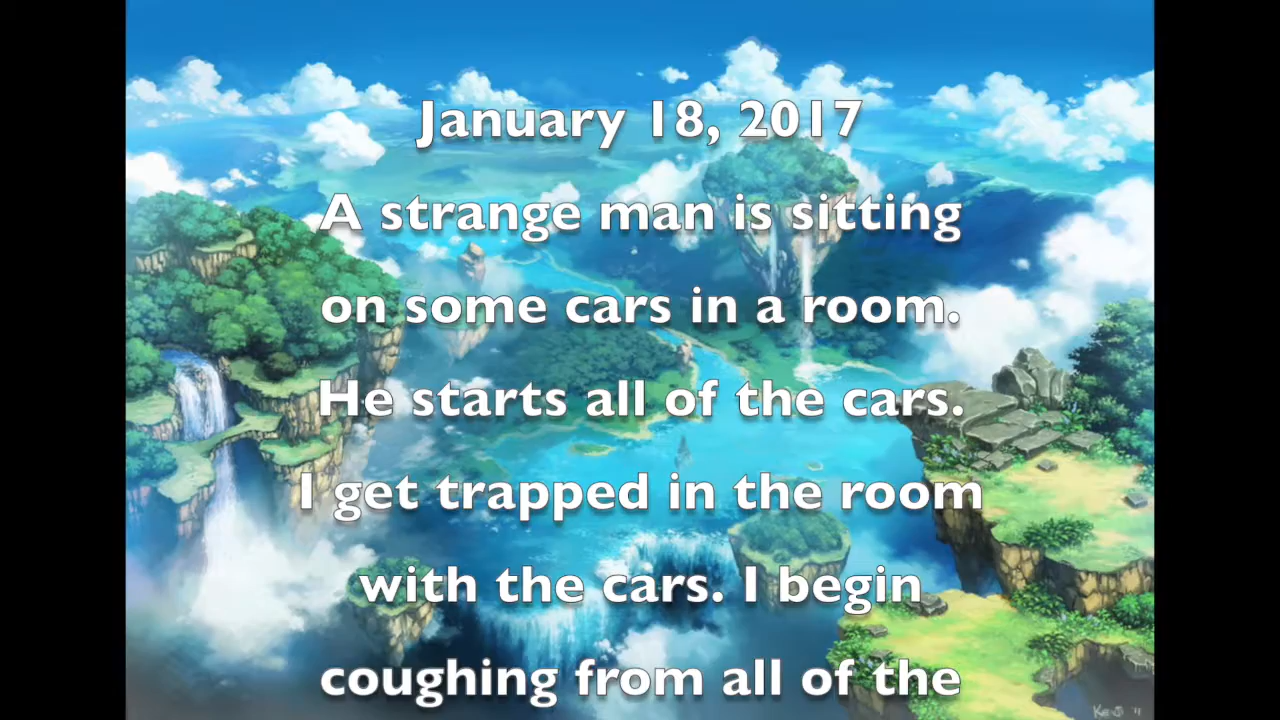 January 18, 2017
A strange man is sitting
on some cars in a room.
He starts all of the cars.
I get trapped in the room
with the cars. I begin
coughing from all of the